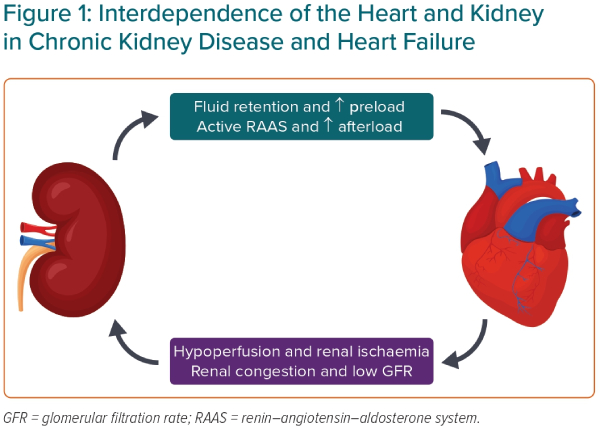 Figure 1: Interdependence of the Heart and Kidney
in Chronic Kidney Disease and Heart Failure
Fluid retention and ↑ preload
Active RAAS and ↑ afterload
Hypoperfusion and renal ischaemia
Renal congestion and low GFR
GFR = glomerular filtration rate; RAAS = renin–angiotensin–aldosterone system.